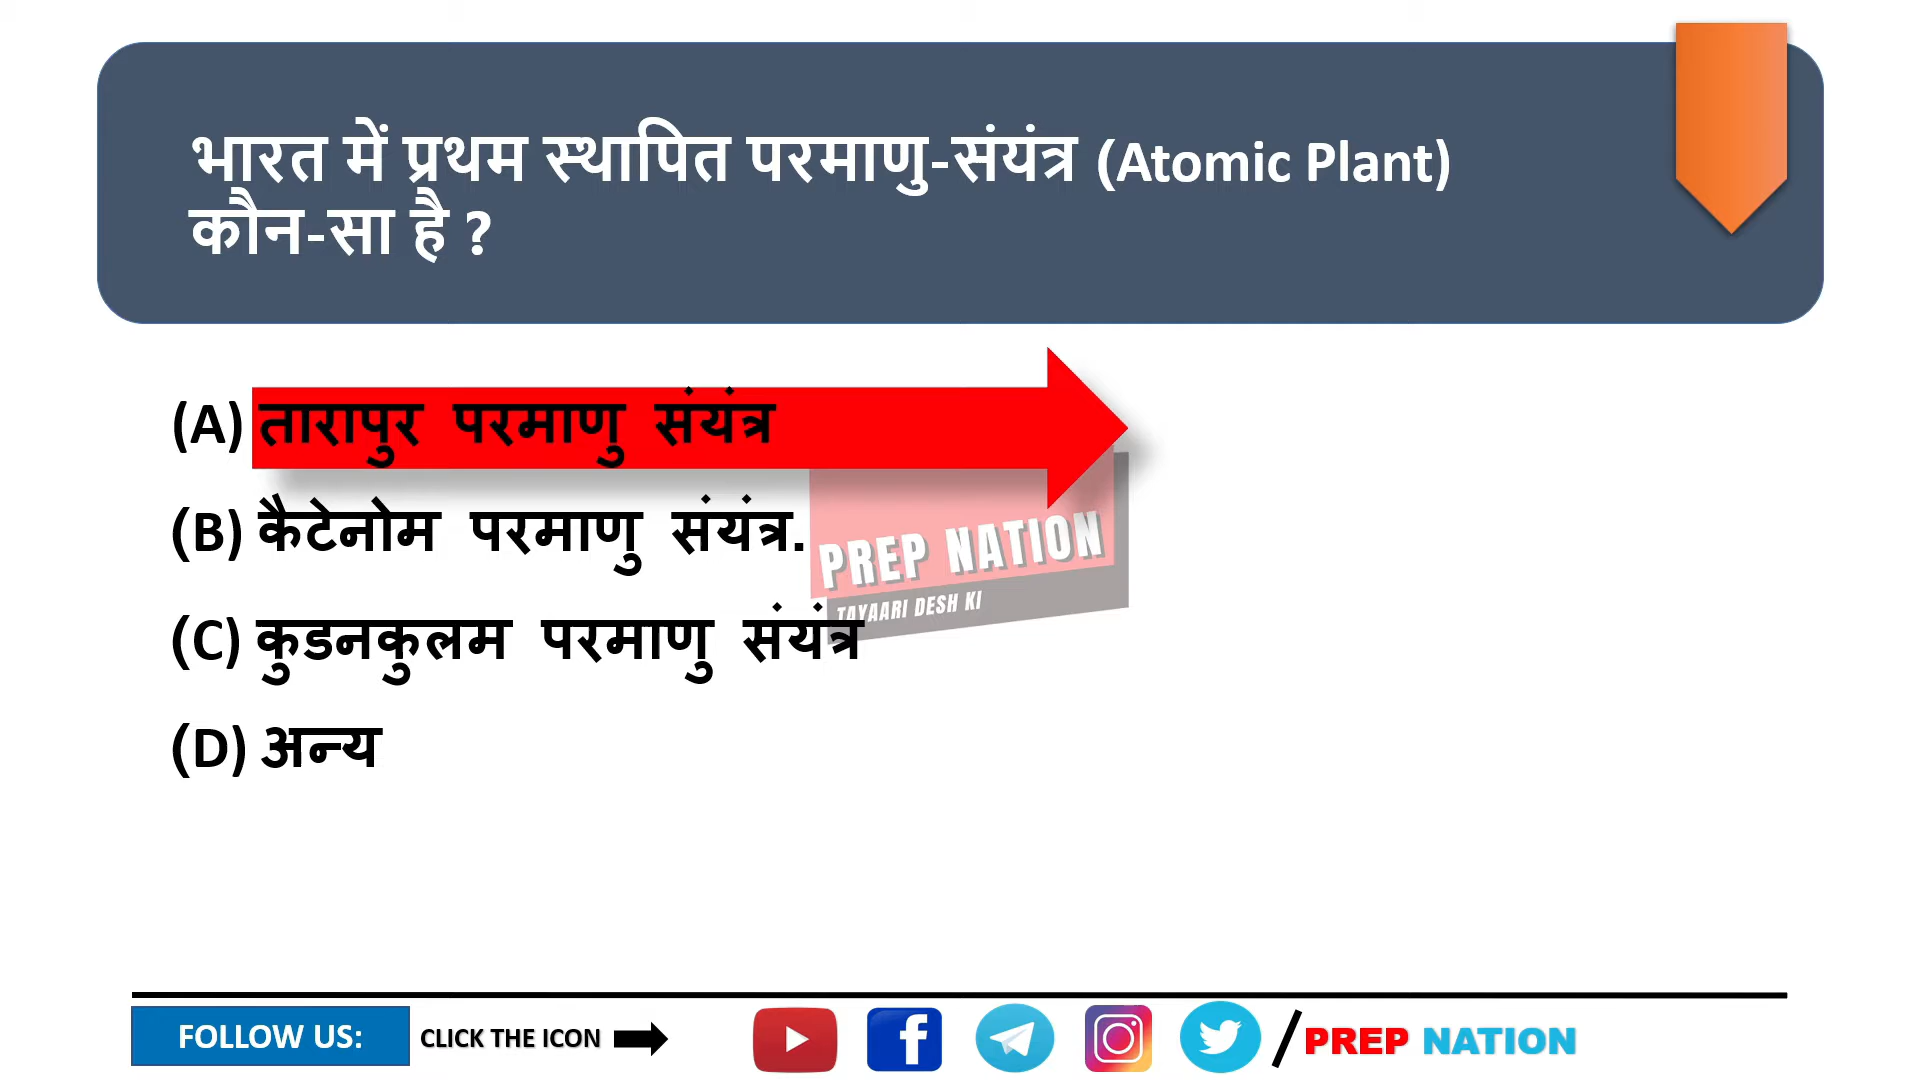 भारत में प्रथम स्थापित परमाणु-संयंत्र (Atomic Plant)
कौन-सा है ?
(A) तारापुर परमाणु संयंत्र
(B) कैटेनोम परमाणु संयंत्र.
PREP NATION
TAYAARI DESH KI
(C) कुडनकुलम परमाणु संयंत्र
(D) अन्य
FOLLOW US: CLICK THE ICON /PREP NATION